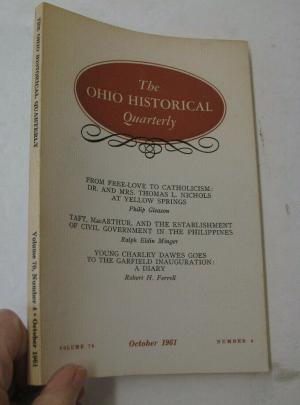 THE OHIO HISTORICAL QUARTERLY
Volume 70, Number 4 • October 1961
The
OHIO HISTORICAL
Quarterly
FROM FREE-LOVE TO CATHOLICISM:
DR. AND MRS. THOMAS L. NICHOLS
AT YELLOW SPRINGS
Philip Gleason
TAFT, MacARTHUR, AND THE ESTABLISHMENT
OF CIVIL GOVERNMENT IN THE PHILIPPINES
Ralph Eldin Minger
YOUNG CHARLEY DAWES GOES
TO THE GARFIELD INAUGURATION:
A DIARY
Robert H. Ferrell
VOLUME 70 October 1961 NUMBER 4